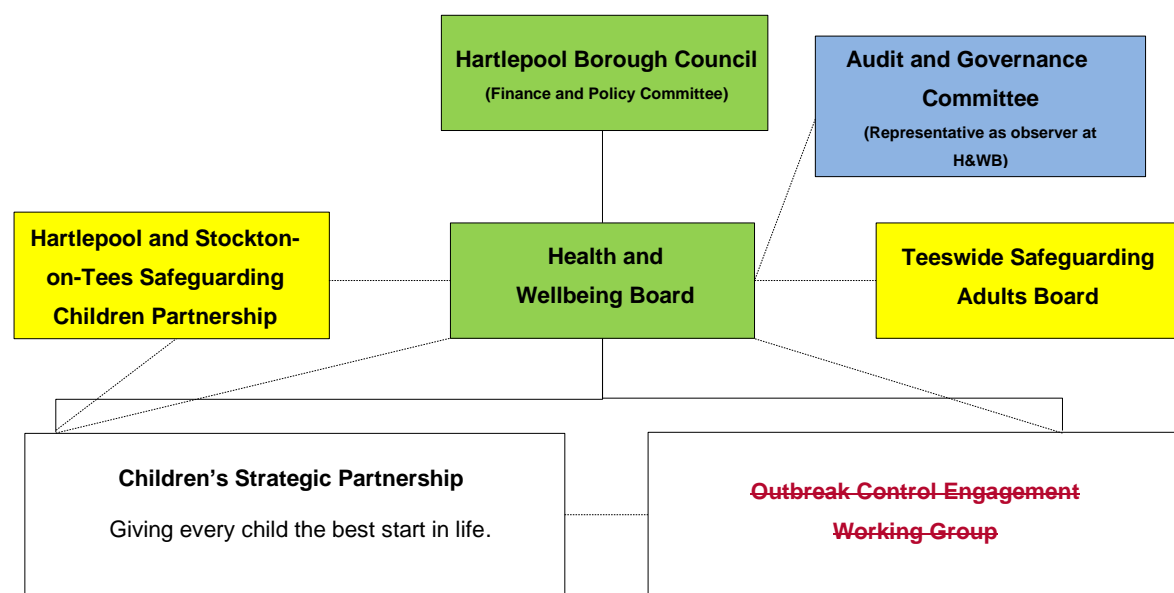 Hartlepool Borough Council
(Finance and Policy Committee)
Audit and Governance
Committee
(Representative as observer at
H&WB)
Hartlepool and Stockton-
on-Tees Safeguarding
Children Partnership
Health and
Wellbeing Board
Teeswide Safeguarding
Adults Board
Children’s Strategic Partnership
Giving every child the best start in life.
Outbreak Control Engagement
Working Group